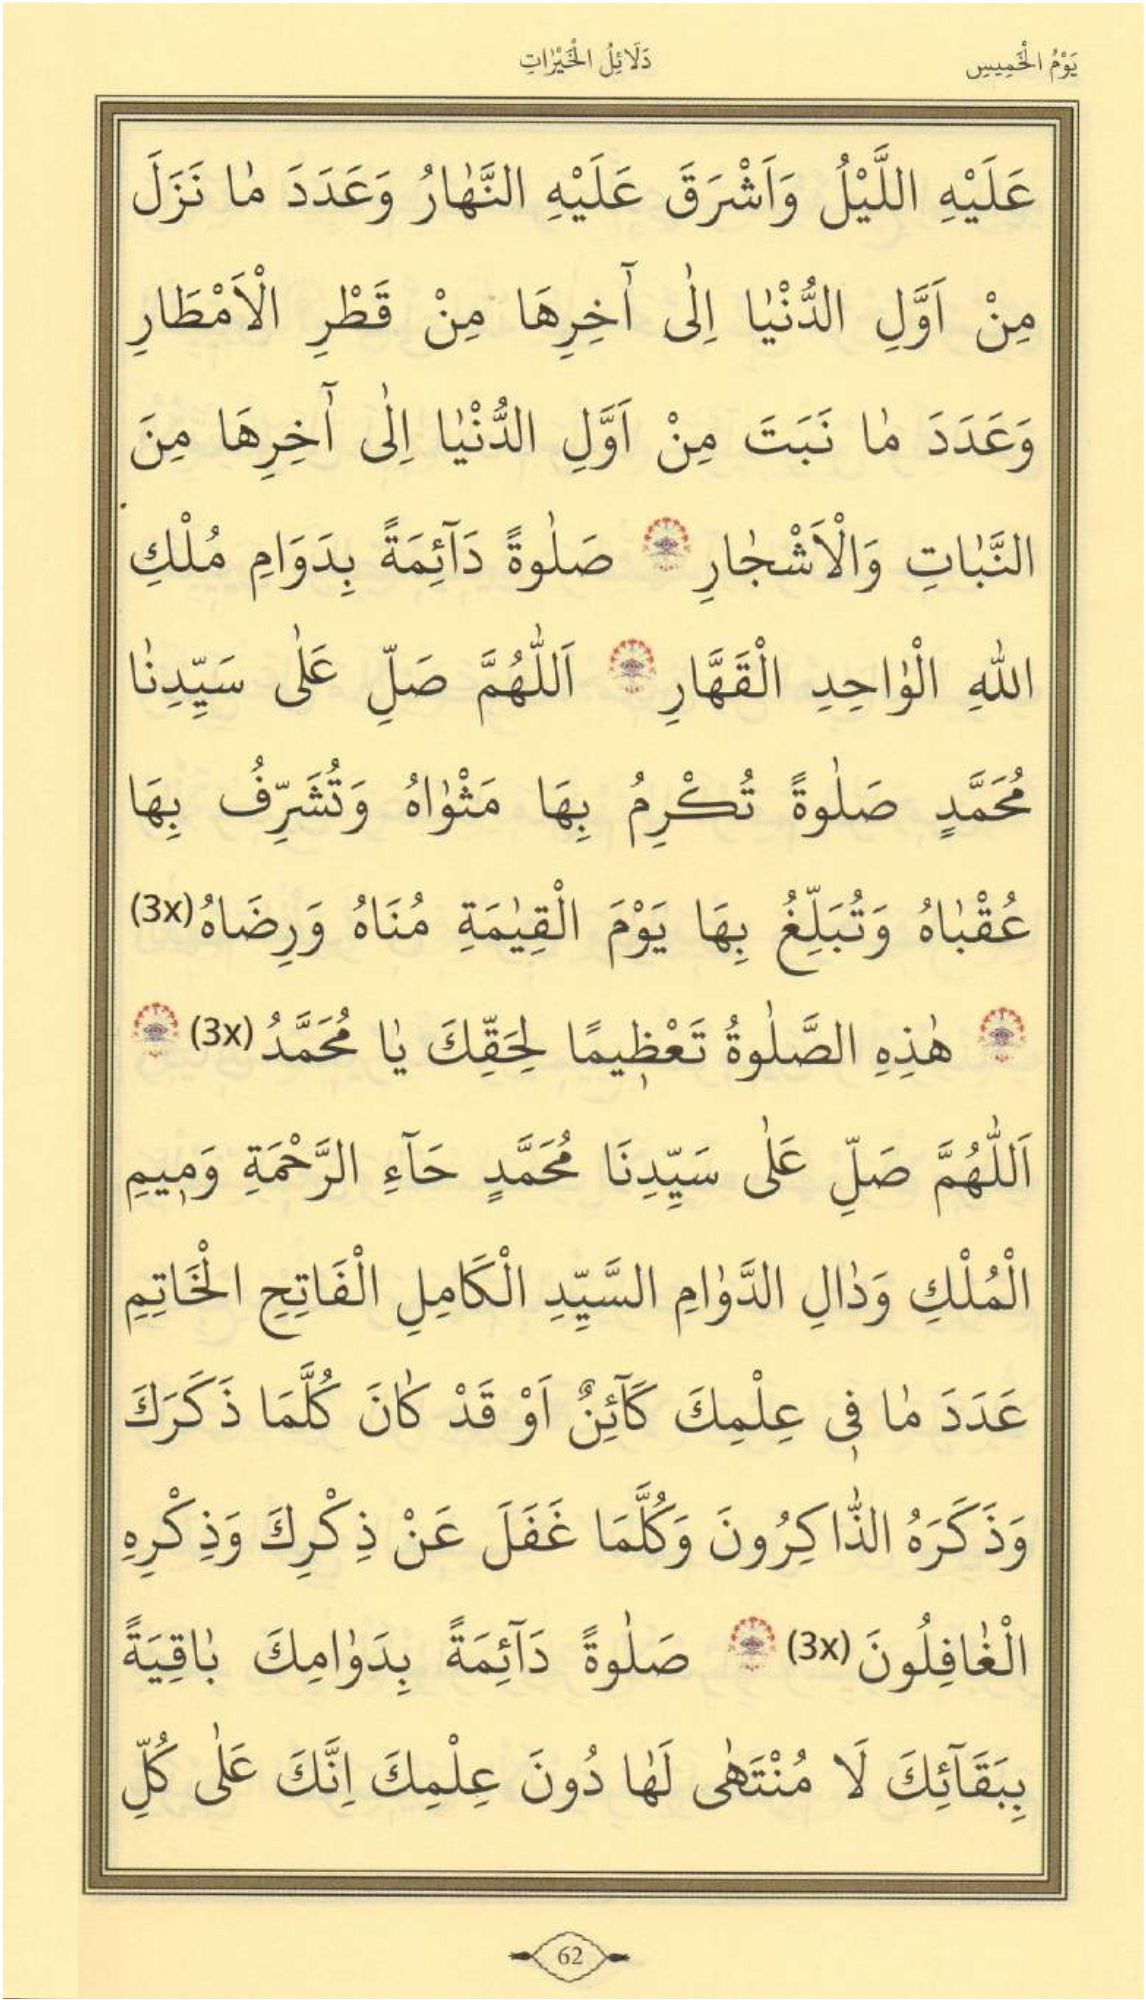 يَوْمُ الْخَمِيسِ
دَلَائِلُ الْخَيْرَاتِ
عَلَيْهِ اللَّيْلُ وَاَشْرَقَ عَلَيْهِ النَّهَارُ وَعَدَدَ مٰا نَزَلَ
مِنْ اَوَّلِ الدُّنْيٰا اِلٰى اٰخِرِهَا مِنْ قَطْرِ الْاَمْطَارِ
وَعَدَدَ مٰا نَبَتَ مِنْ اَوَّلِ الدُّنْيٰا اِلٰى اٰخِرِهَا مِنَ
النَّبٰاتِ وَالْاَشْجٰارِ صَلٰوةً دَآئِمَةً بِدَوَامِ مُلْكِ
اللّٰهِ الْوٰاحِدِ الْقَهَّارِ اَللّٰهُمَّ صَلِّ عَلٰى سَيِّدِنٰا
مُحَمَّدٍ صَلٰوةً تُكْرِمُ بِهَا مَثْوٰاهُ وَتُشَرِّفُ بِهَا
عُقْبٰاهُ وَتُبَلِّغُ بِهَا يَوْمَ الْقِيٰمَةِ مُنَاهُ وَرِضَاهُ (3x)
هٰذِهِ الصَّلٰوةُ تَعْظِيمًا لِحَقِّكَ يٰا مُحَمَّدُ (3x)
اَللّٰهُمَّ صَلِّ عَلٰى سَيِّدِنَا مُحَمَّدٍ حَآءِ الرَّحْمَةِ وَمِيمِ
الْمُلْكِ وَدٰالِ الدَّوٰامِ السَّيِّدِ الْكَامِلِ الْفَاتِحِ الْخَاتِمِ
عَدَدَ مٰا فِى عِلْمِكَ كَآئِنٌ اَوْ قَدْ كٰانَ كُلَّمَا ذَكَرَكَ
وَذَكَرَهُ الذّٰاكِرُونَ وَكُلَّمَا غَفَلَ عَنْ ذِكْرِكَ وَذِكْرِهِ
الْغٰافِلُونَ (3x) صَلٰوةً دَآئِمَةً بِدَوٰامِكَ بٰاقِيَةً
بِبَقَآئِكَ لَا مُنْتَهٰى لَهٰا دُونَ عِلْمِكَ اِنَّكَ عَلٰى كُلِّ
62